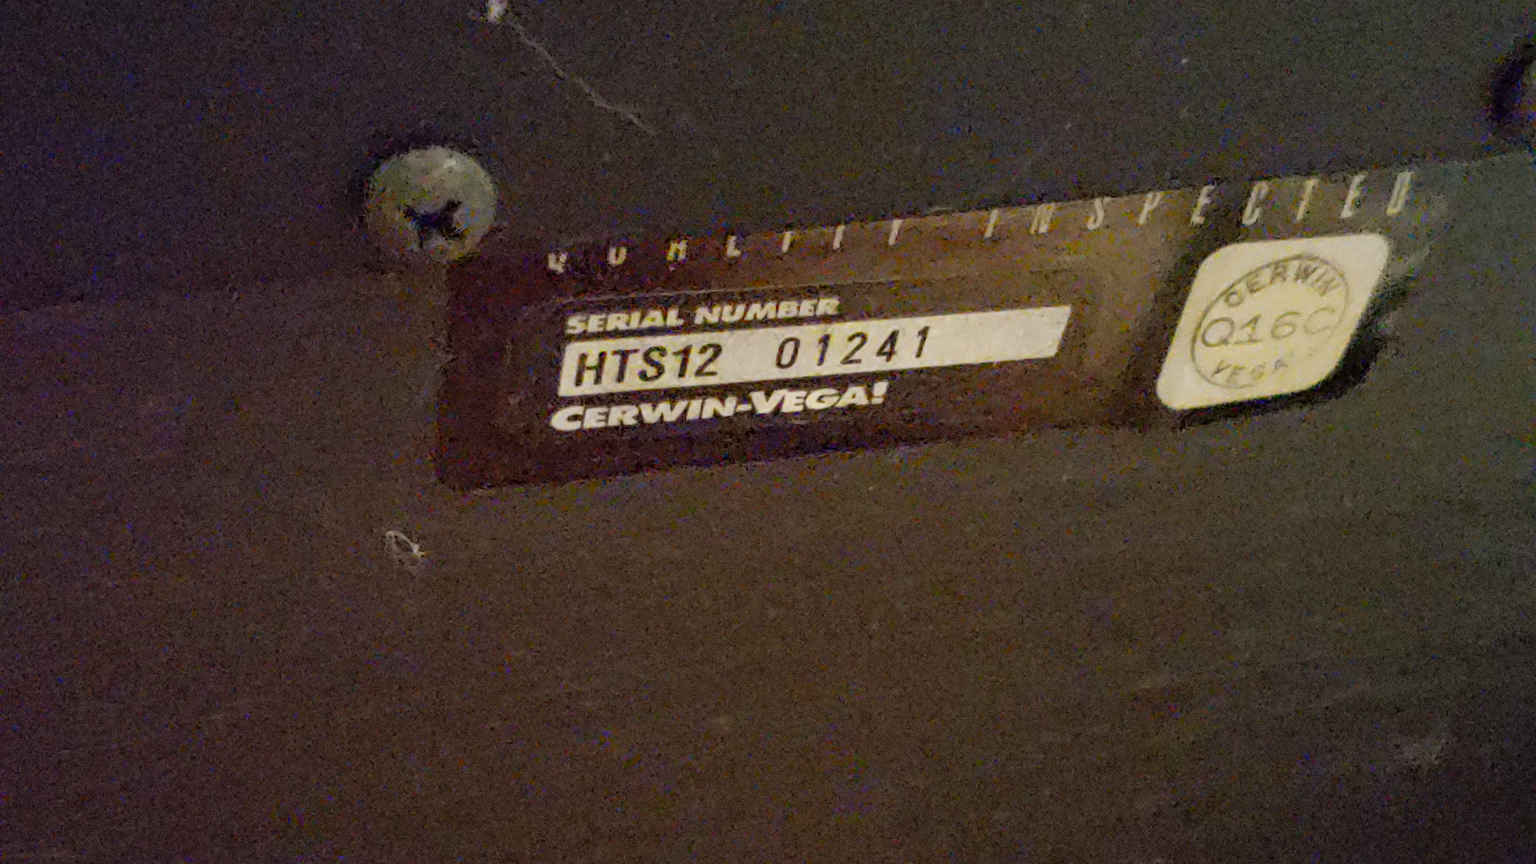 QUALITY INSPECTED
SERIAL NUMBER
HTS12 01241
CERWIN-VEGA!
CERWIN
Q16C
VEGA